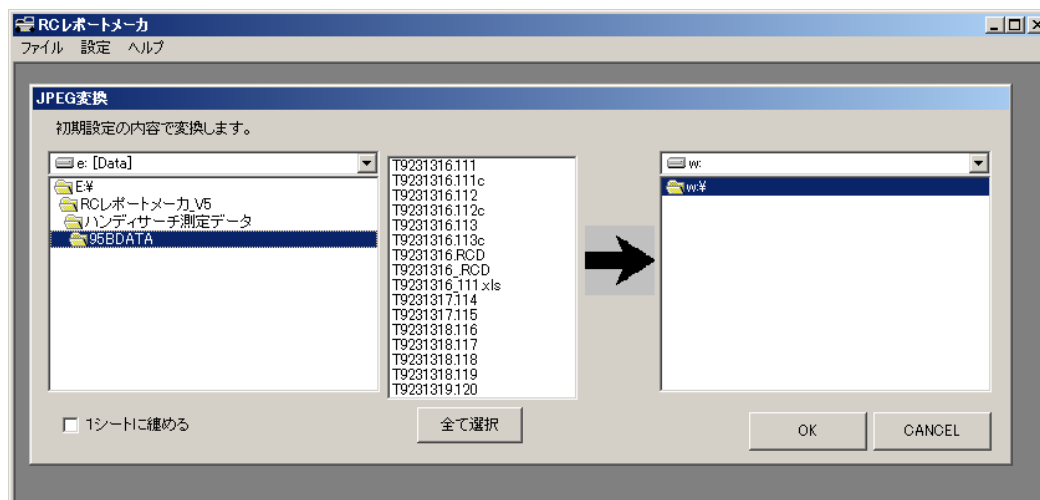 RCレポートメーカ
ファイル 設定 ヘルプ
JPEG変換
初期設定の内容で変換します。
e: [Data]
E:¥
RCレポートメーカ_V5
ハンディサーチ測定データ
95BDATA
T9231316.111
T9231316.111c
T9231316.112
T9231316.112c
T9231316.113
T9231316.113c
T9231316.RCD
T9231316_.RCD
T9231316_111.xls
T9231317.114
T9231317.115
T9231318.116
T9231318.117
T9231318.118
T9231318.119
T9231319.120
w:
w:¥
1シートに纏める
全て選択
OK
CANCEL